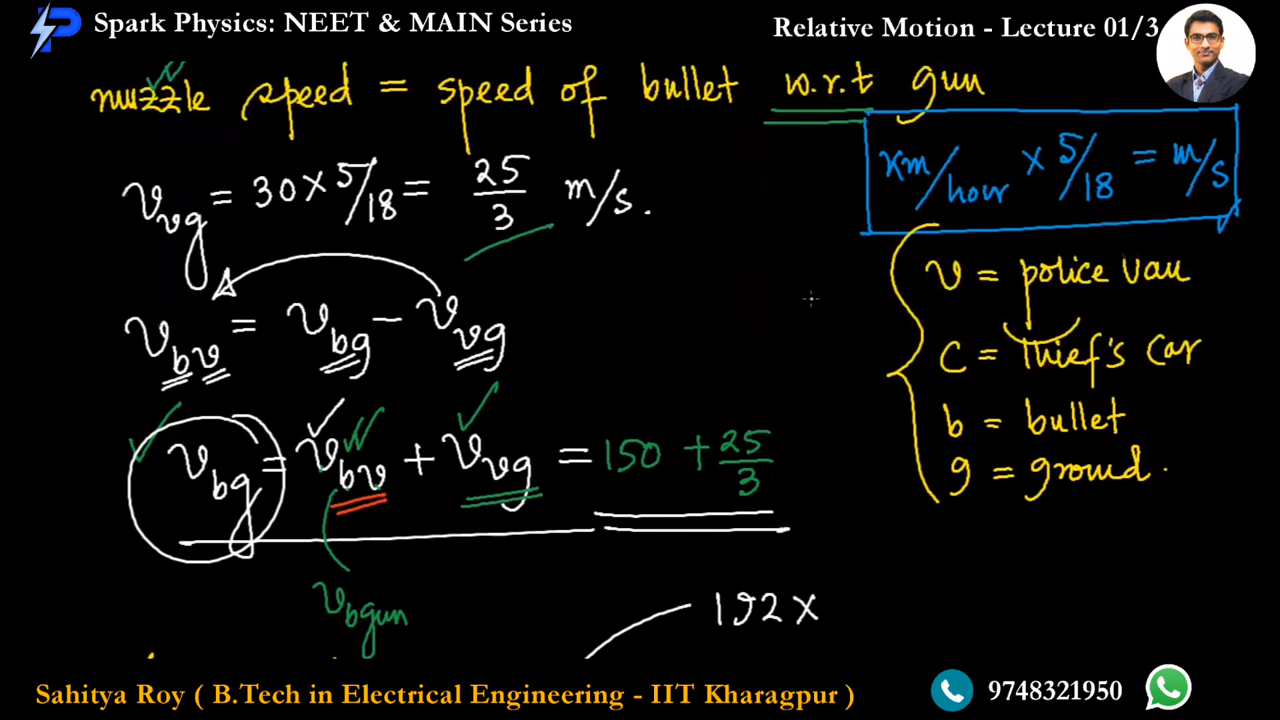 Spark Physics: NEET & MAIN Series
Relative Motion - Lecture 01/3
muzzle speed = speed of bullet w.r.t gun
km/hour × 5/18 = m/s
v_vg = 30 × 5/18 = 25/3 m/s.
v_bv = v_bg - v_vg
v_bg = v_bv + v_vg = 150 + 25/3
v_bgun
192 ×
v = police van
c = thief's car
b = bullet
g = ground.
Sahitya Roy ( B.Tech in Electrical Engineering - IIT Kharagpur )
9748321950